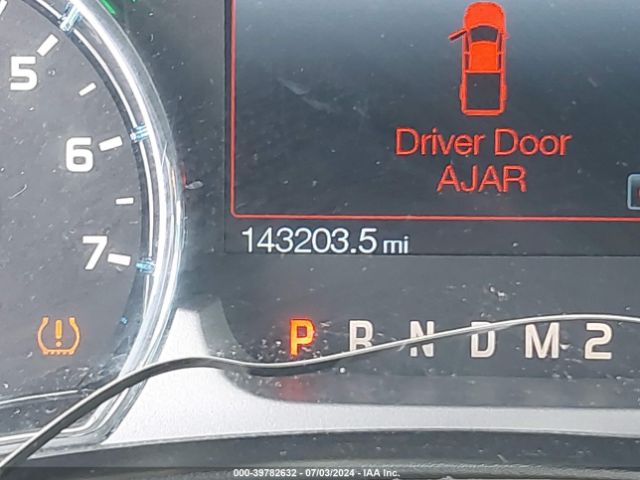 5
6
7
Driver Door
AJAR
143203.5 mi
P R N D M 2
000-39782632 - 07/03/2024 - IAA Inc.